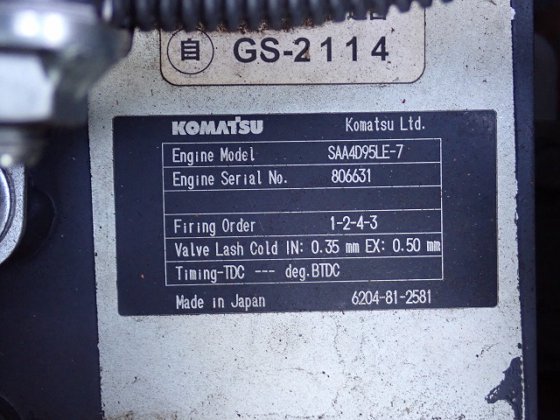 自 GS-2114
KOMATSU Komatsu Ltd.
Engine Model SAA4D95LE-7
Engine Serial No. 806631
Firing Order 1-2-4-3
Valve Lash Cold IN: 0.35 mm EX: 0.50 mm
Timing-TDC --- deg.BTDC
Made in Japan 6204-81-2581